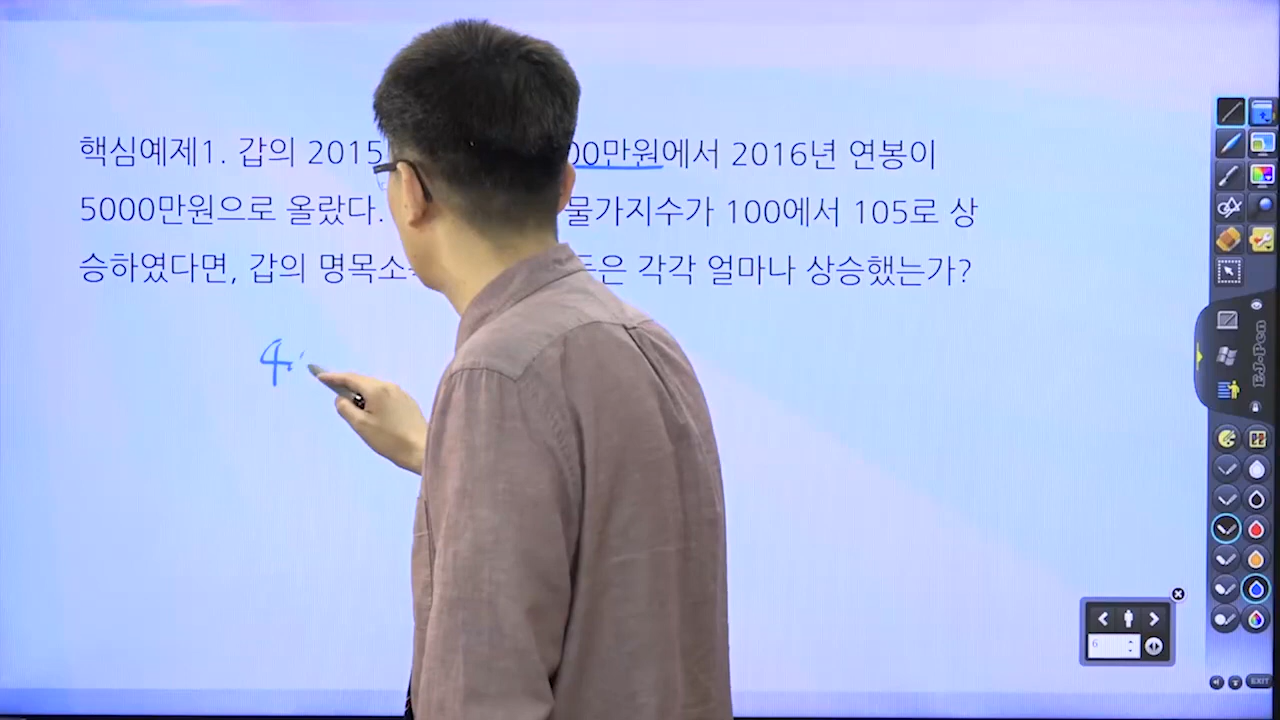 핵심예제1. 갑의 2015 00만원에서 2016년 연봉이
5000만원으로 올랐다. 물가지수가 100에서 105로 상
승하였다면, 갑의 명목소 은 각각 얼마나 상승했는가?
4
E.J-Pen
6
EXIT